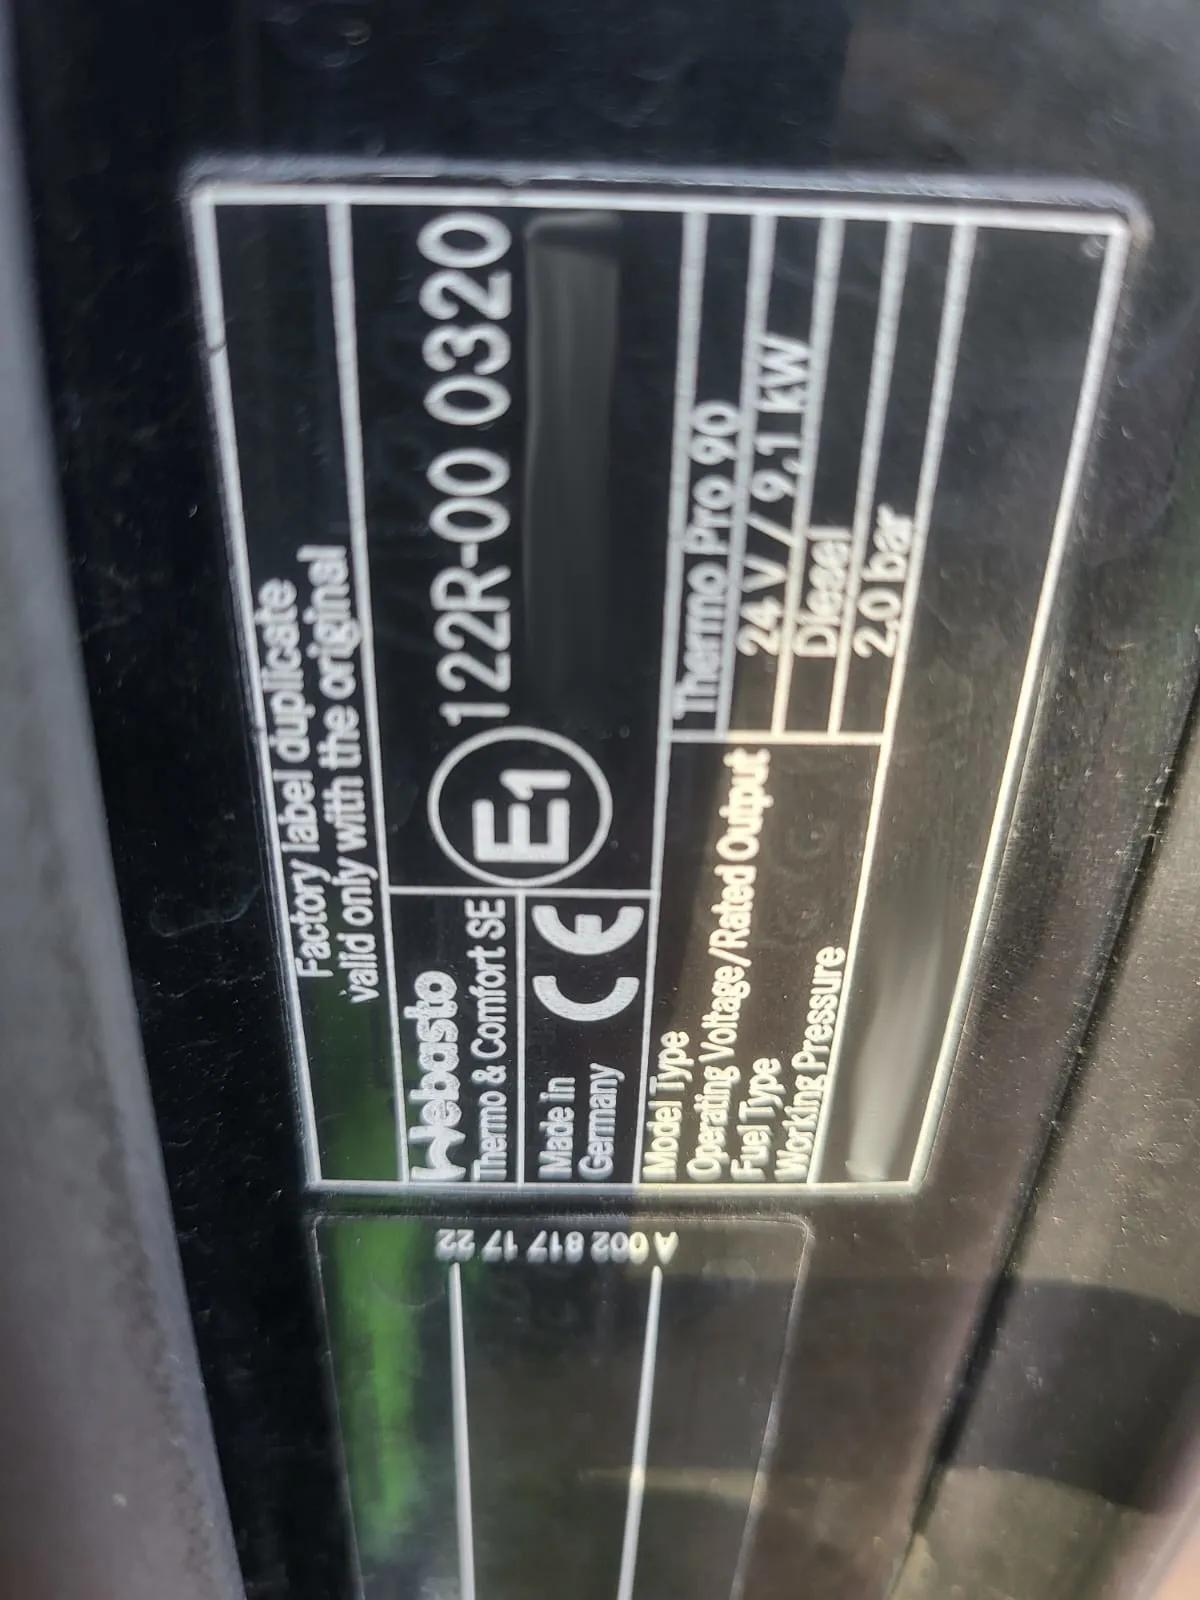 Factory label duplicate
valid only with the original
Webasto
Thermo & Comfort SE
Made in
Germany
CE
E1
122R-00 0320
Model Type Thermo Pro 90
Operating Voltage/Rated Output 24 V / 9,1 kW
Fuel Type Diesel
Working Pressure 2,0 bar
A 002 817 17 22